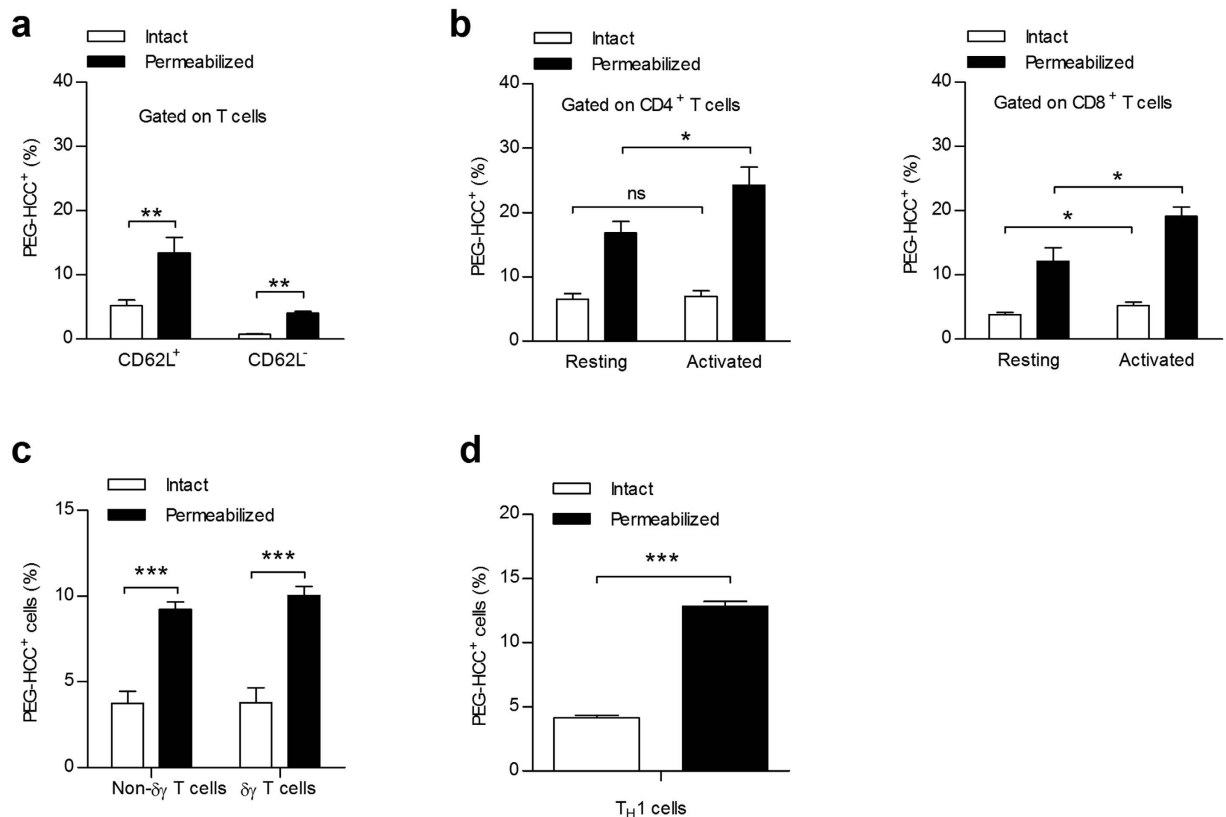 a
Intact
Permeabilized
40
30
20
10
0
PEG-HCC+ (%)
Gated on T cells
**
**
CD62L+
CD62L-
b
Intact
Permeabilized
40
30
20
10
0
PEG-HCC+ (%)
Gated on CD4+ T cells
*
ns
Resting
Activated
Intact
Permeabilized
40
30
20
10
0
PEG-HCC+ (%)
Gated on CD8+ T cells
*
*
Resting
Activated
c
Intact
Permeabilized
15
10
5
0
PEG-HCC+ cells (%)
***
***
Non-δγ T cells
δγ T cells
d
Intact
Permeabilized
20
15
10
5
0
PEG-HCC+ cells (%)
***
TH1 cells